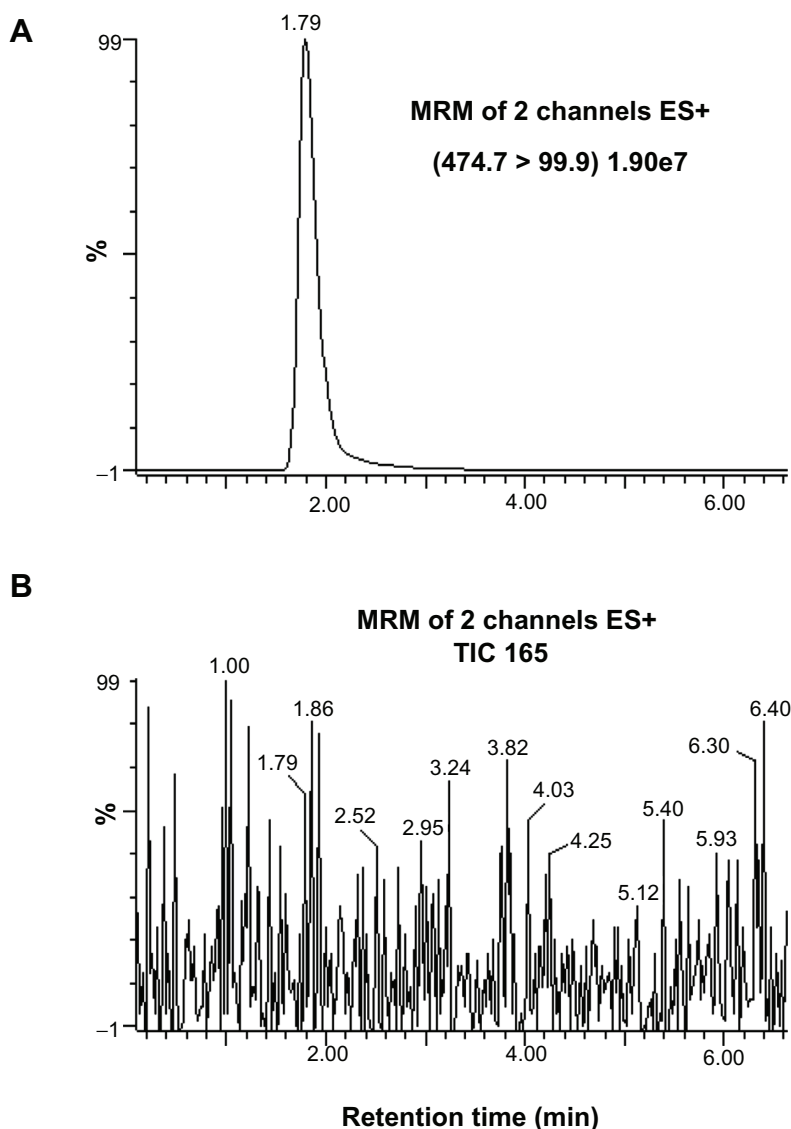 A
1.79
99
MRM of 2 channels ES+
(474.7 > 99.9) 1.90e7
%
−1
2.00 4.00 6.00
B
MRM of 2 channels ES+
TIC 165
99
1.00
1.86
6.40
3.82
6.30
1.79
3.24
4.03
%
2.52
2.95
5.40
4.25
5.93
5.12
−1
2.00 4.00 6.00
Retention time (min)